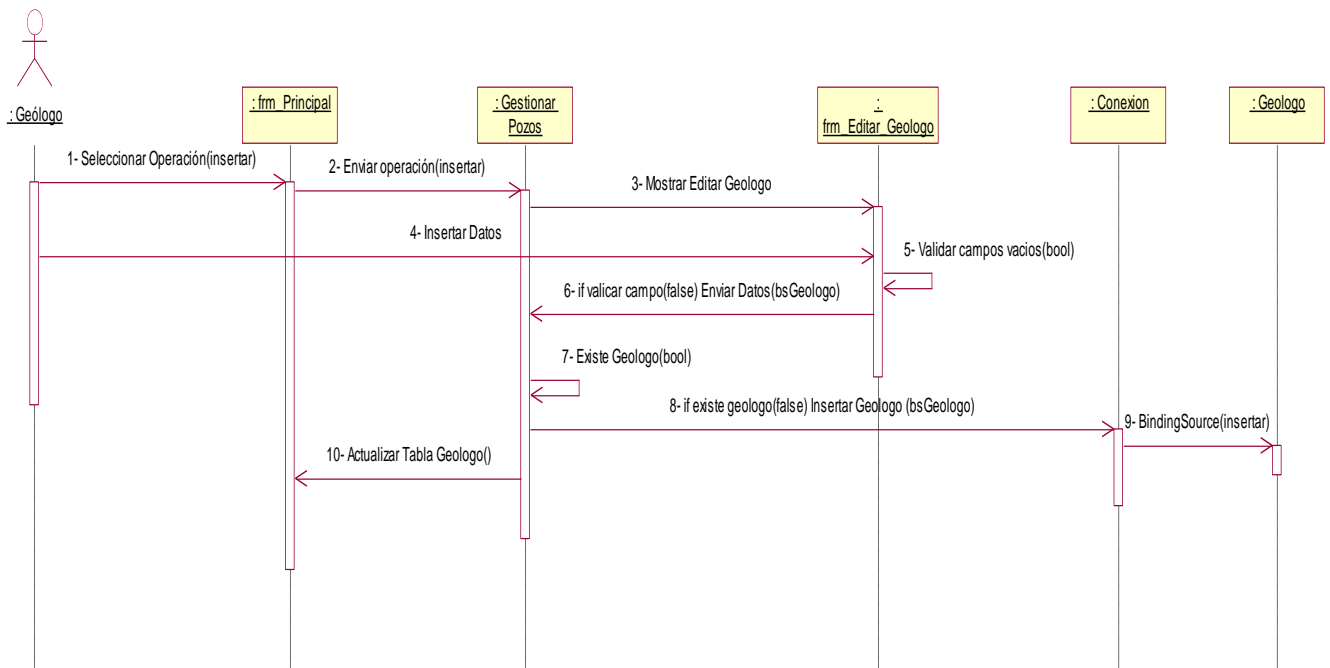 : Geólogo
: frm_Principal
: Gestionar
Pozos
:
frm_Editar_Geologo
: Conexion
: Geologo
1- Seleccionar Operación(insertar)
2- Enviar operación(insertar)
3- Mostrar Editar Geologo
4- Insertar Datos
5- Validar campos vacios(bool)
6- if valicar campo(false) Enviar Datos(bsGeologo)
7- Existe Geologo(bool)
8- if existe geologo(false) Insertar Geologo (bsGeologo)
9- BindingSource(insertar)
10- Actualizar Tabla Geologo()